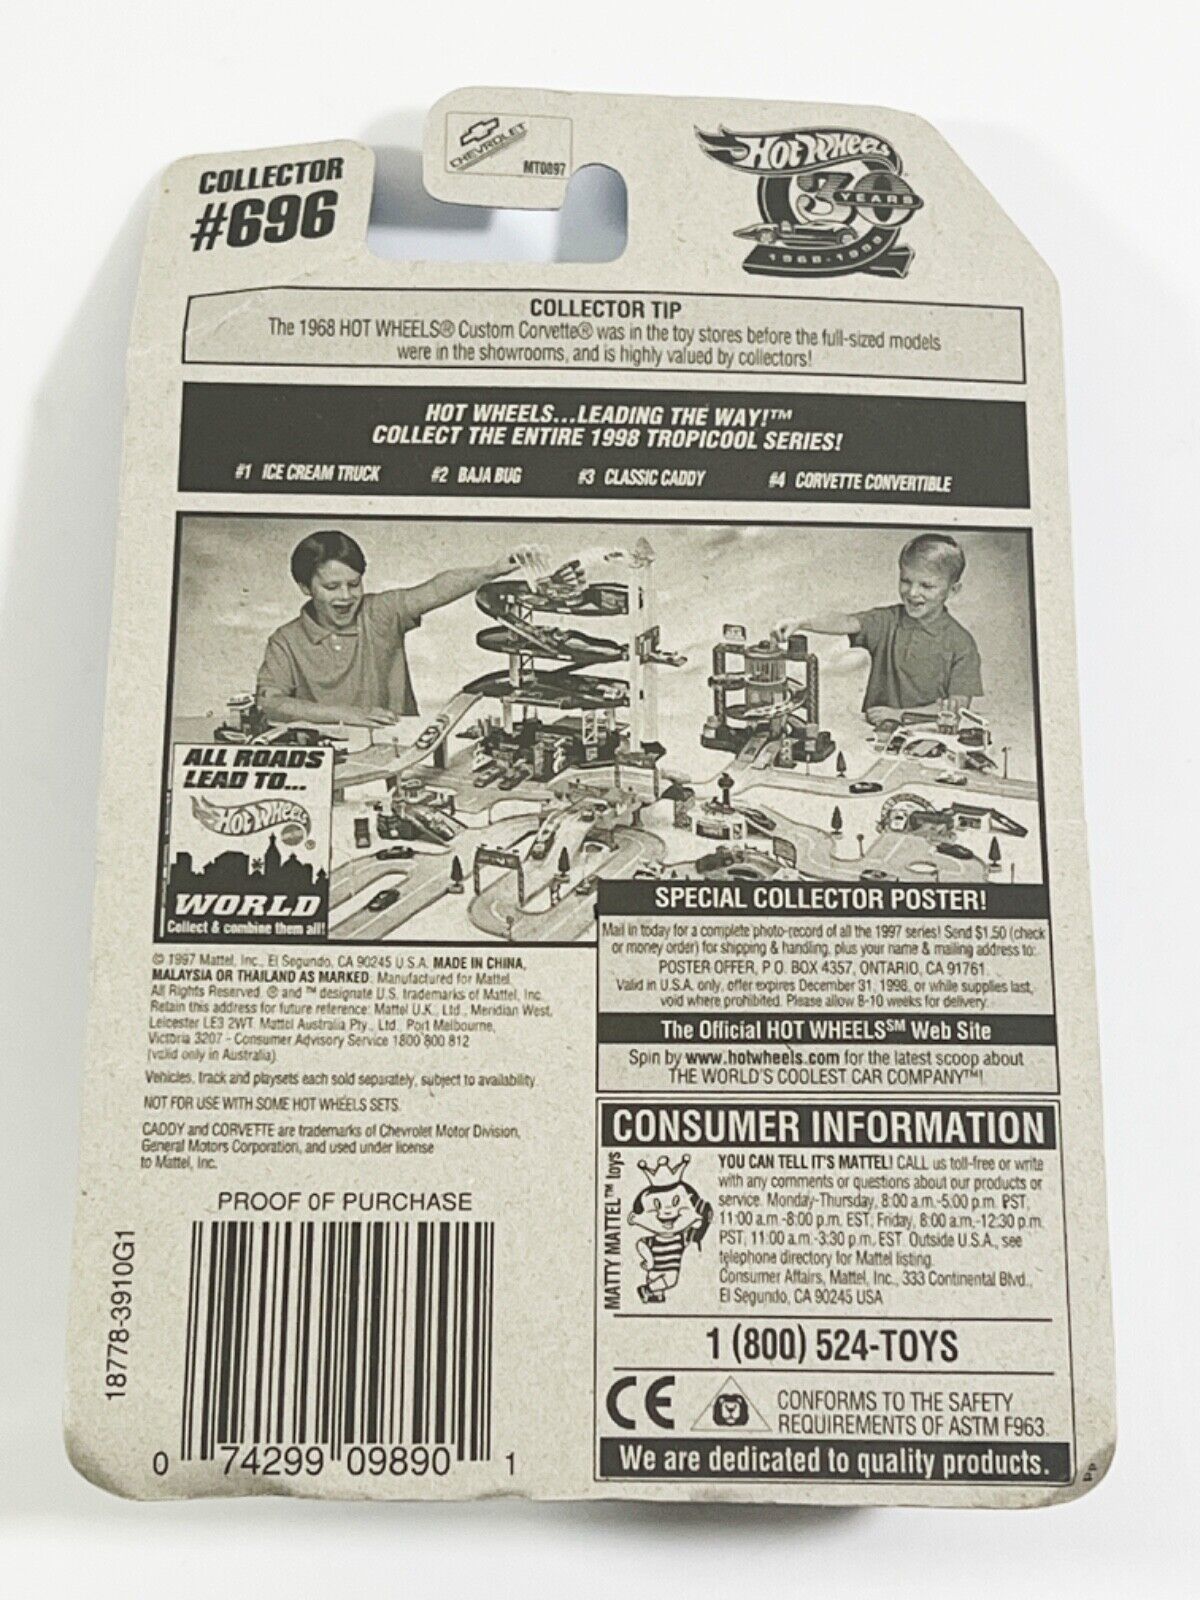 COLLECTOR
#696
CHEVROLET
MT0897
HOT WHEELS
30
YEARS
1968-1998
COLLECTOR TIP
The 1968 HOT WHEELS® Custom Corvette® was in the toy stores before the full-sized models
were in the showrooms, and is highly valued by collectors!
HOT WHEELS...LEADING THE WAY!™
COLLECT THE ENTIRE 1998 TROPICOOL SERIES!
#1 ICE CREAM TRUCK #2 BAJA BUG #3 CLASSIC CADDY #4 CORVETTE CONVERTIBLE
ALL ROADS
LEAD TO...
HOT WHEELS®
WORLD
Collect & combine them all!
SPECIAL COLLECTOR POSTER!
Mail in today for a complete photo-record of all the 1997 series! Send $1.50 (check
or money order) for shipping & handling, plus your name & mailing address to:
POSTER OFFER, P.O. BOX 4357, ONTARIO, CA 91761.
Valid in U.S.A. only, offer expires December 31, 1998, or while supplies last,
void where prohibited. Please allow 8-10 weeks for delivery.
The Official HOT WHEELS℠ Web Site
Spin by www.hotwheels.com for the latest scoop about
THE WORLD'S COOLEST CAR COMPANY™!
© 1997 Mattel, Inc., El Segundo, CA 90245 U.S.A. MADE IN CHINA,
MALAYSIA OR THAILAND AS MARKED. Manufactured for Mattel.
All Rights Reserved. ® and ™ designate U.S. trademarks of Mattel, Inc.
Retain this address for future reference: Mattel U.K., Ltd., Meridian West,
Leicester LE3 2WT. Mattel Australia Pty., Ltd., Port Melbourne,
Victoria 3207 - Consumer Advisory Service 1800 800 812
(valid only in Australia).
Vehicles, track and playsets each sold separately, subject to availability.
NOT FOR USE WITH SOME HOT WHEELS SETS.
CADDY and CORVETTE are trademarks of Chevrolet Motor Division,
General Motors Corporation, and used under license
to Mattel, Inc.
PROOF OF PURCHASE
18778-3910G1
0 74299 09890 1
CONSUMER INFORMATION
MATTY MATTEL™ toys
YOU CAN TELL IT'S MATTEL! CALL us toll-free or write
with any comments or questions about our products or
service. Monday-Thursday, 8:00 a.m.-5:00 p.m. PST,
11:00 a.m.-8:00 p.m. EST; Friday, 8:00 a.m.-12:30 p.m.
PST, 11:00 a.m.-3:30 p.m. EST. Outside U.S.A., see
telephone directory for Mattel listing.
Consumer Affairs, Mattel, Inc., 333 Continental Blvd.,
El Segundo, CA 90245 USA
1 (800) 524-TOYS
CE
CONFORMS TO THE SAFETY
REQUIREMENTS OF ASTM F963.
We are dedicated to quality products.
PP